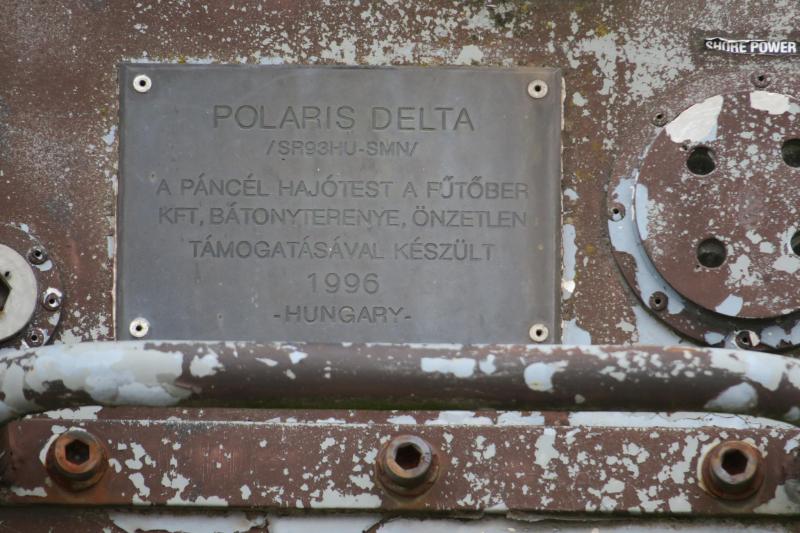 SHORE POWER
POLARIS DELTA
/SR93HU-SMN/
A PÁNCÉL HAJÓTEST A FŰTŐBER
KFT, BÁTONYTERENYE, ÖNZETLEN
TÁMOGATÁSÁVAL KÉSZÜLT
1996
-HUNGARY-